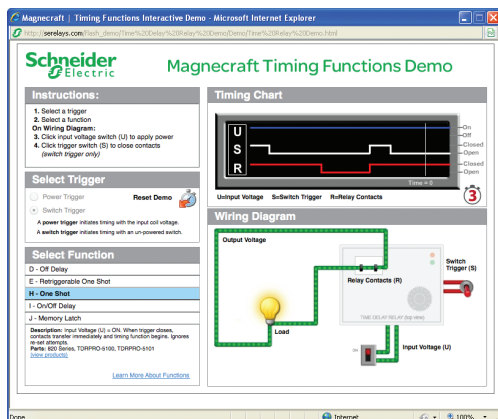 Magnecraft | Timing Functions Interactive Demo - Microsoft Internet Explorer
http://serelays.com/Flash_demo/Time%20Delay%20Relay%20Demo/Demo/Time%20Relay%20Demo.html
Schneider
Electric
Magnecraft Timing Functions Demo
Instructions:
1. Select a trigger
2. Select a function
On Wiring Diagram:
3. Click input voltage switch (U) to apply power
4. Click trigger switch (S) to close contacts
(switch trigger only)
Select Trigger
Power Trigger
Reset Demo
Switch Trigger
A power trigger initiates timing with the input coil voltage.
A switch trigger initiates timing with an un-powered switch.
Select Function
D - Off Delay
E - Retriggerable One Shot
H - One Shot
I - On/Off Delay
J - Memory Latch
Description: Input Voltage (U) = ON. When trigger closes,
contacts transfer immediately and timing function begins. Ignores
re-set attempts.
Parts: 820 Series, TDRPRO-5100, TDRPRO-5101
(view products)
Learn More About Functions
Timing Chart
U
S
R
On
Off
Closed
Open
Closed
Open
Time = 0
U=Input Voltage S=Switch Trigger R=Relay Contacts
3
Wiring Diagram
Output Voltage
Relay Contacts (R)
Switch
Trigger (S)
Load
TIME DELAY RELAY (top view)
Input Voltage (U)
Done
Internet
100%